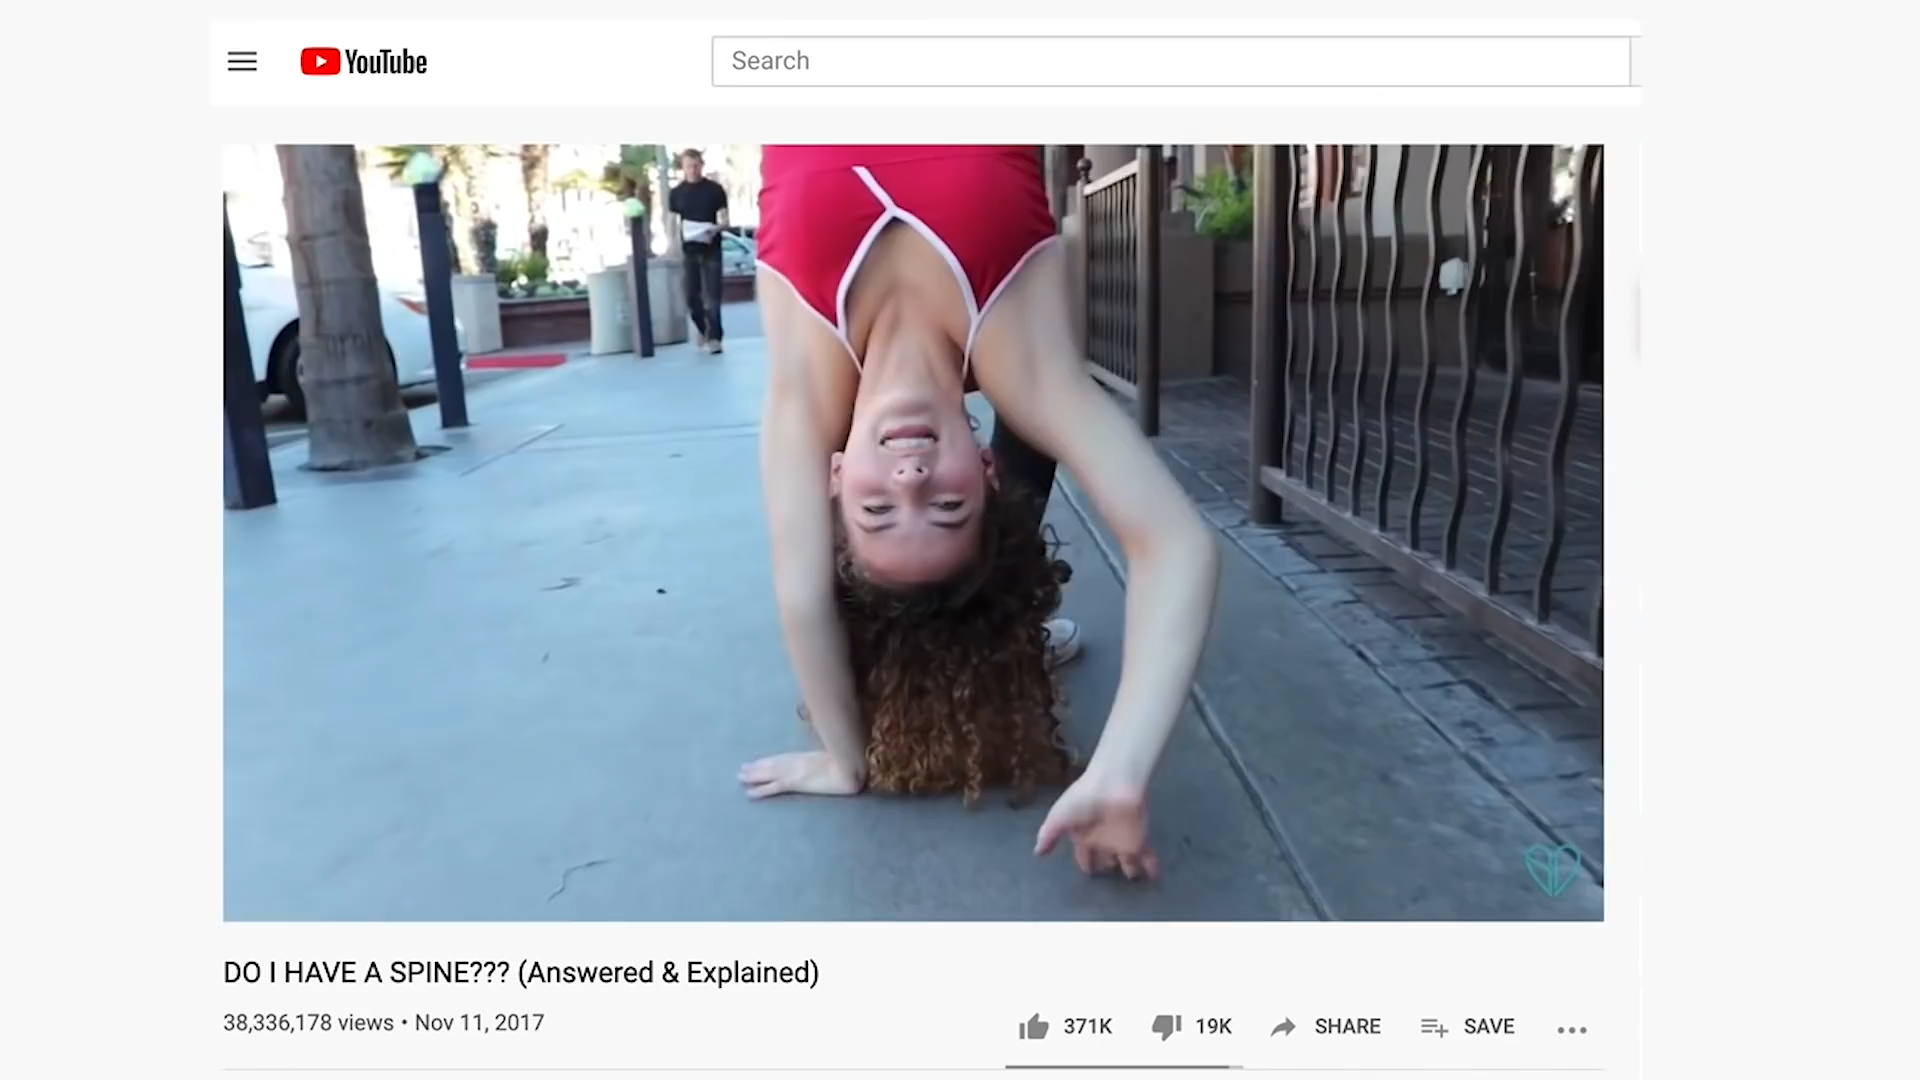 YouTube
Search
DO I HAVE A SPINE??? (Answered & Explained)
38,336,178 views • Nov 11, 2017
371K
19K
SHARE
SAVE